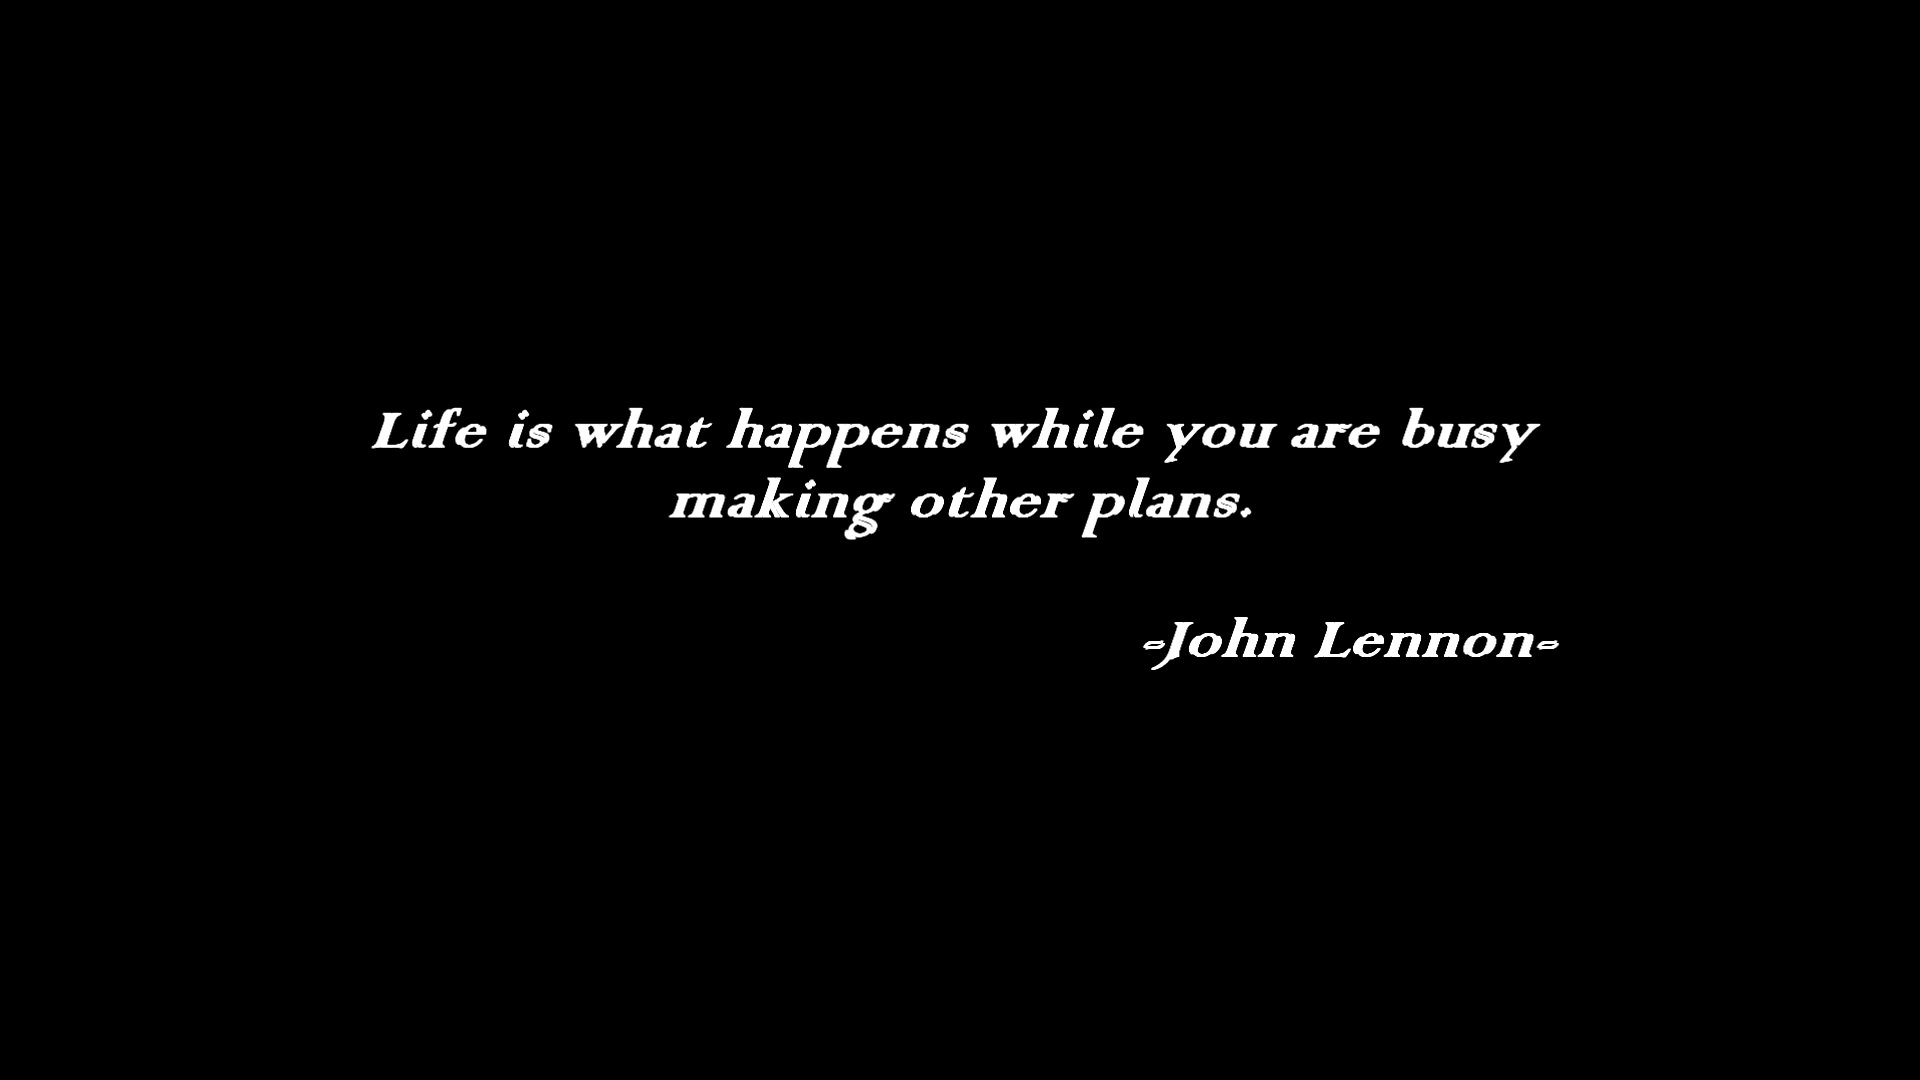 Life is what happens while you are busy
making other plans.
-John Lennon-